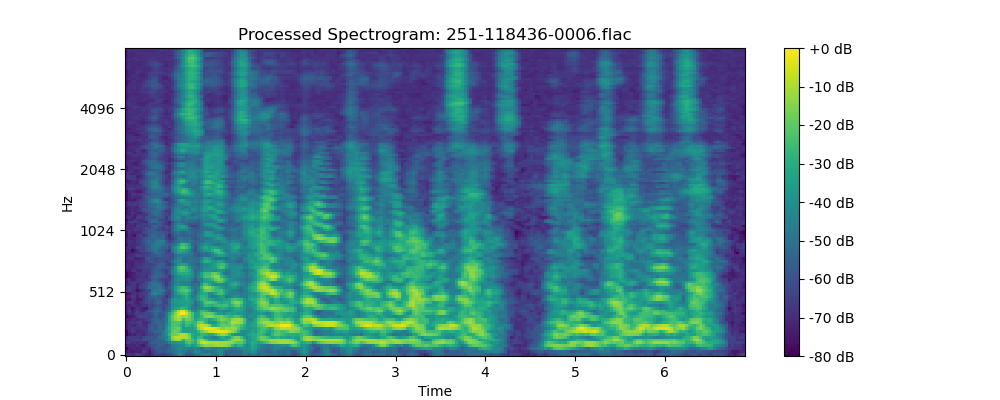 Processed Spectrogram: 251-118436-0006.flac
+0 dB
-10 dB
4096
-20 dB
-30 dB
2048
Hz
-40 dB
1024
-50 dB
512
-60 dB
-70 dB
0
-80 dB
0 1 2 3 4 5 6
Time